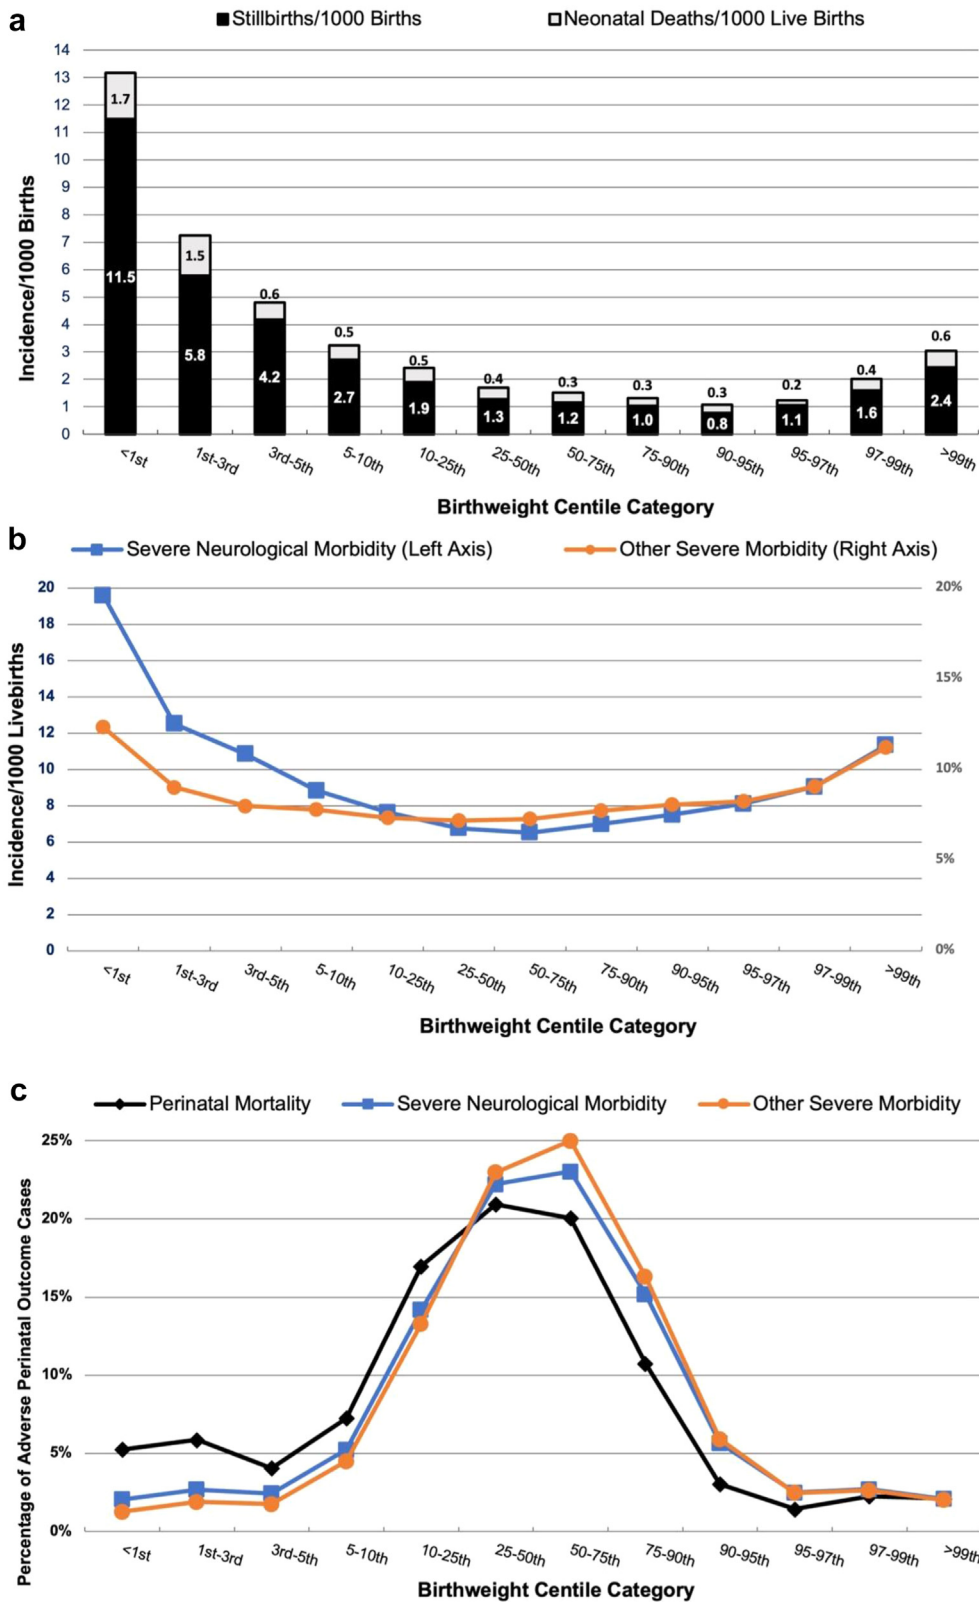 a
Stillbirths/1000 Births
Neonatal Deaths/1000 Live Births
Incidence/1000 Births
14
13
12
11
10
9
8
7
6
5
4
3
2
1
0
1.7
11.5
1.5
5.8
0.6
4.2
0.5
2.7
0.5
1.9
0.4
1.3
0.3
1.2
0.3
1.0
0.3
0.8
0.2
1.1
0.4
1.6
0.6
2.4
<1st
1st-3rd
3rd-5th
5-10th
10-25th
25-50th
50-75th
75-90th
90-95th
95-97th
97-99th
>99th
Birthweight Centile Category
b
Severe Neurological Morbidity (Left Axis)
Other Severe Morbidity (Right Axis)
Incidence/1000 Livebirths
20
18
16
14
12
10
8
6
4
2
0
20%
15%
10%
5%
0%
<1st
1st-3rd
3rd-5th
5-10th
10-25th
25-50th
50-75th
75-90th
90-95th
95-97th
97-99th
>99th
Birthweight Centile Category
c
Perinatal Mortality
Severe Neurological Morbidity
Other Severe Morbidity
Percentage of Adverse Perinatal Outcome Cases
25%
20%
15%
10%
5%
0%
<1st
1st-3rd
3rd-5th
5-10th
10-25th
25-50th
50-75th
75-90th
90-95th
95-97th
97-99th
>99th
Birthweight Centile Category